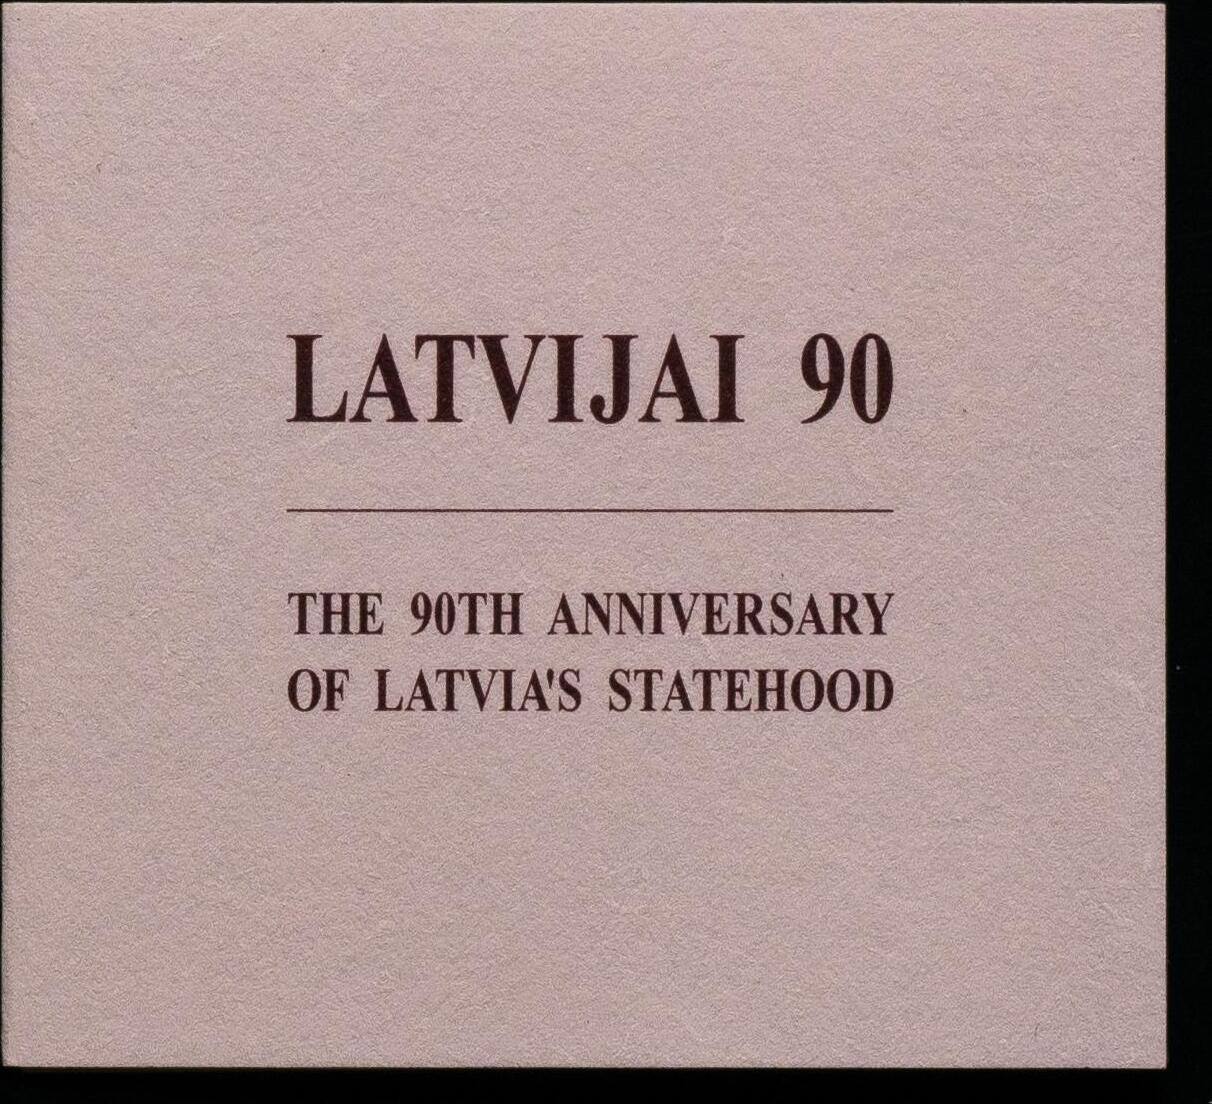 LATVIJAI 90
THE 90TH ANNIVERSARY
OF LATVIA'S STATEHOOD